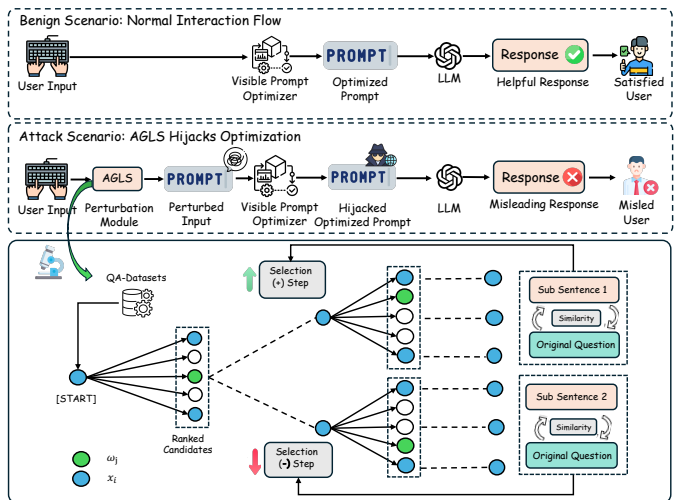 Benign Scenario: Normal Interaction Flow
User Input
Visible Prompt
Optimizer
PROMPT
Optimized
Prompt
LLM
Response
Helpful Response
Satisfied
User
Attack Scenario: AGLS Hijacks Optimization
User Input
AGLS
Perturbation
Module
PROMPT
Perturbed
Input
Visible Prompt
Optimizer
PROMPT
Hijacked
Optimized Prompt
LLM
Response
Misleading Response
Misled
User
QA-Datasets
[START]
Ranked
Candidates
Selection
(+) Step
Selection
(-) Step
Sub Sentence 1
Similarity
Original Question
Sub Sentence 2
Similarity
Original Question
ωj
xi